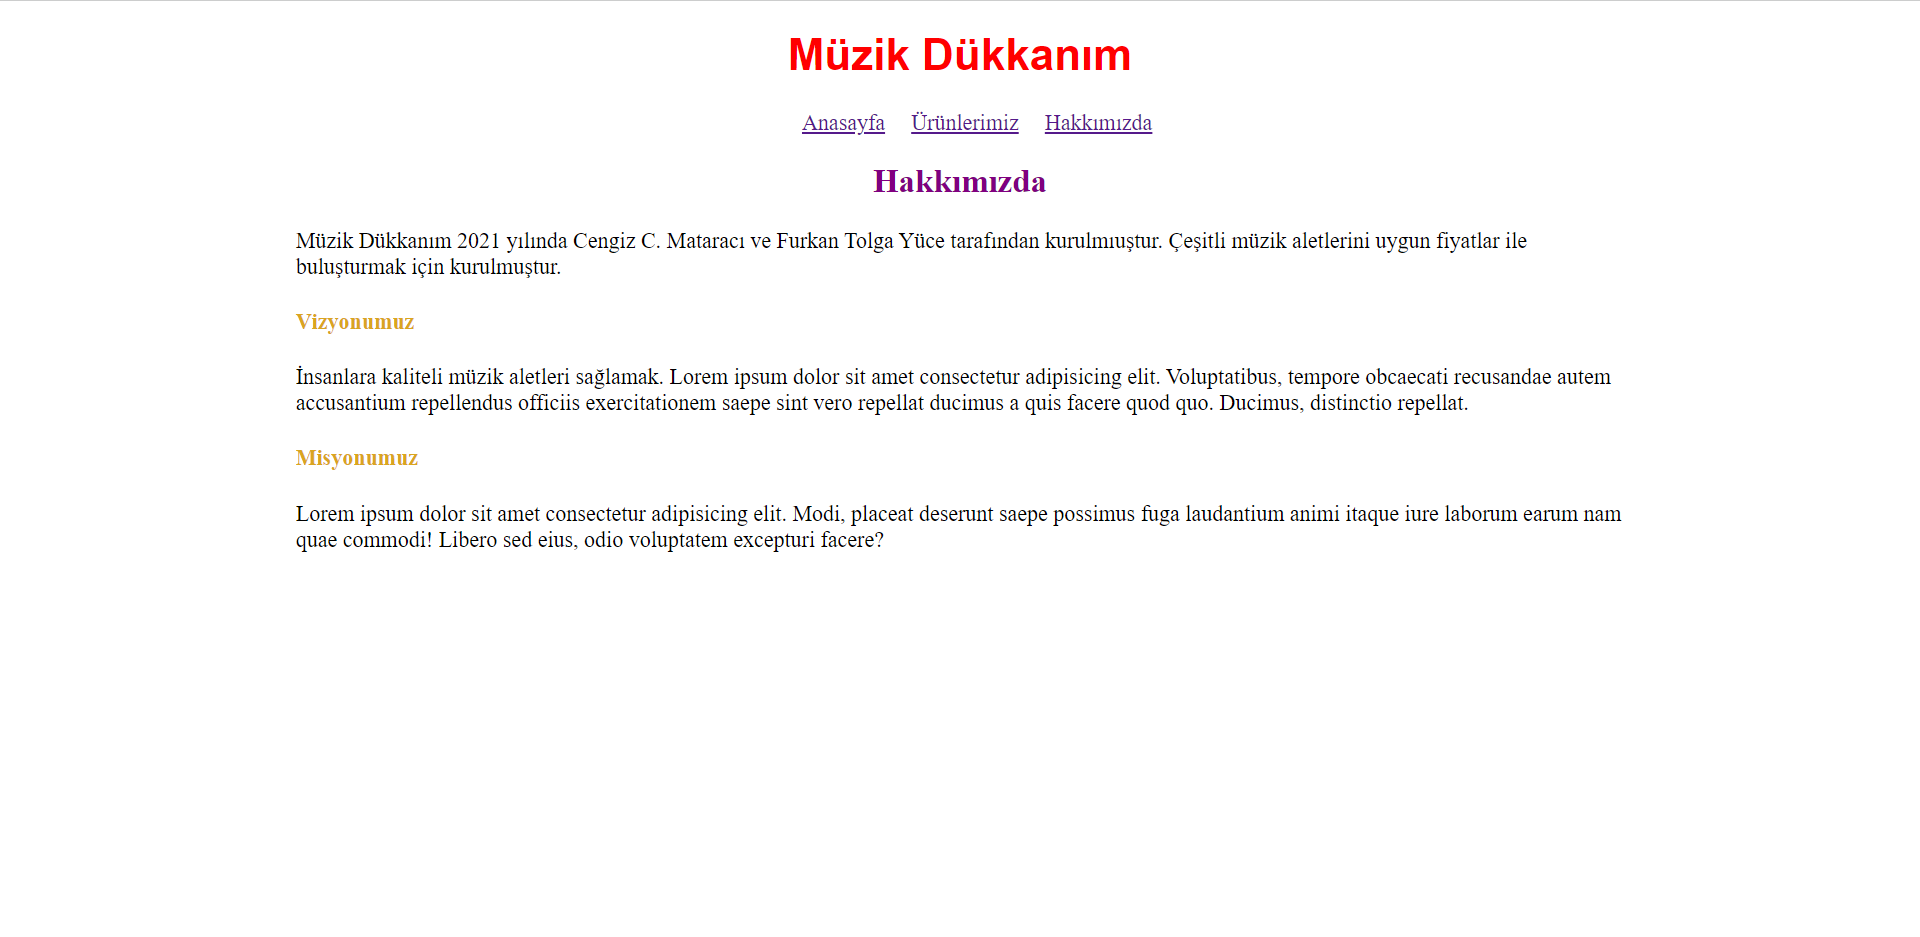 Müzik Dükkanım
Anasayfa Ürünlerimiz Hakkımızda
Hakkımızda
Müzik Dükkanım 2021 yılında Cengiz C. Mataracı ve Furkan Tolga Yüce tarafından kurulmıuştur. Çeşitli müzik aletlerini uygun fiyatlar ile
buluşturmak için kurulmuştur.
Vizyonumuz
İnsanlara kaliteli müzik aletleri sağlamak. Lorem ipsum dolor sit amet consectetur adipisicing elit. Voluptatibus, tempore obcaecati recusandae autem
accusantium repellendus officiis exercitationem saepe sint vero repellat ducimus a quis facere quod quo. Ducimus, distinctio repellat.
Misyonumuz
Lorem ipsum dolor sit amet consectetur adipisicing elit. Modi, placeat deserunt saepe possimus fuga laudantium animi itaque iure laborum earum nam
quae commodi! Libero sed eius, odio voluptatem excepturi facere?